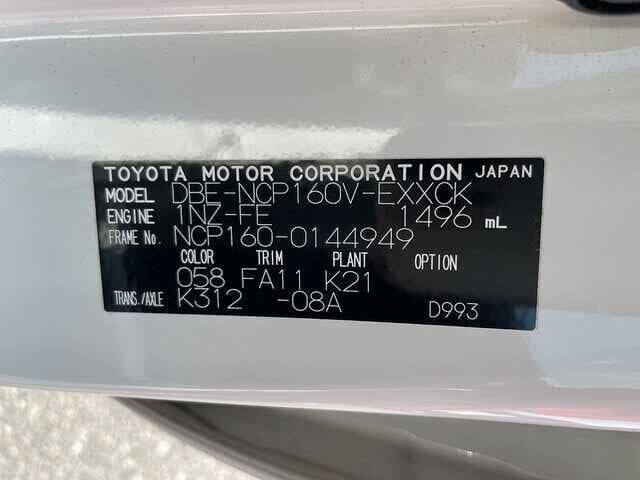 TOYOTA MOTOR CORPORATION JAPAN
MODEL DBE-NCP160V-EXXCK
ENGINE 1NZ-FE 1496 mL
FRAME No. NCP160-0144949
COLOR TRIM PLANT OPTION
058 FA11 K21
TRANS./AXLE K312 -08A D993